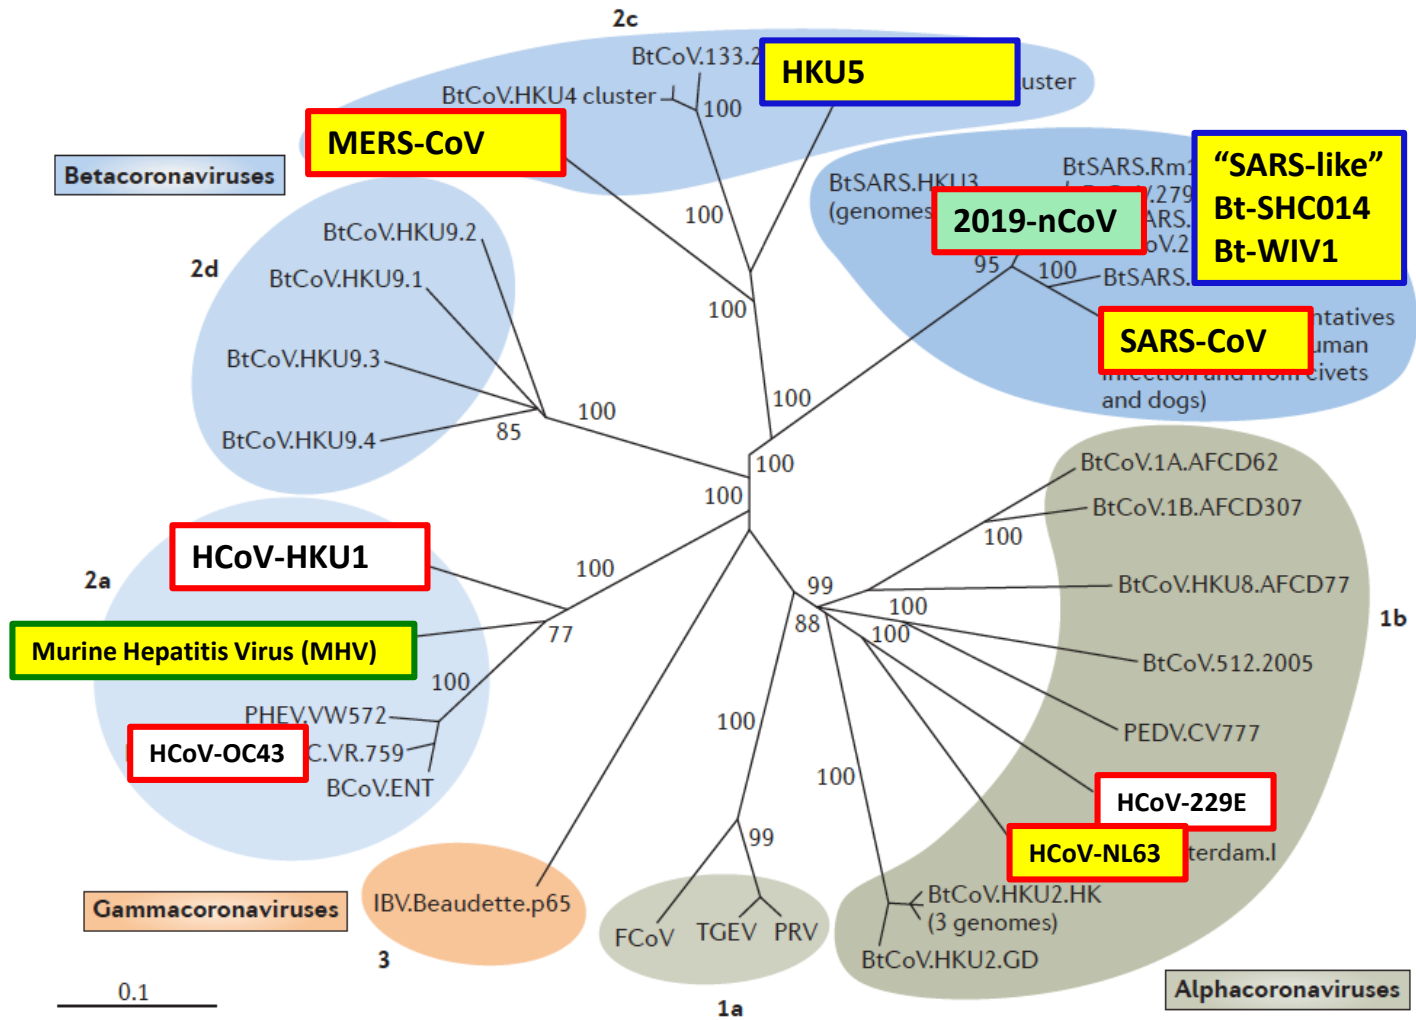 2c
BtCoV.133.2
HKU5
uster
BtCoV.HKU4 cluster
100
MERS-CoV
Betacoronaviruses
BtSARS.HKU3
(genomes
BtSARS.Rm1
.279
ARS.
oV.2
“SARS-like”
Bt-SHC014
Bt-WIV1
2019-nCoV
95
100
BtSARS.
SARS-CoV
ntatives
uman
infection and from civets
and dogs)
100
100
100
2d
BtCoV.HKU9.2
BtCoV.HKU9.1
BtCoV.HKU9.3
BtCoV.HKU9.4
85
100
100
100
HCoV-HKU1
2a
100
77
Murine Hepatitis Virus (MHV)
100
PHEV.VW572
HCoV-OC43
C.VR.759
BCoV.ENT
BtCoV.1A.AFCD62
BtCoV.1B.AFCD307
100
BtCoV.HKU8.AFCD77
99
100
88
100
1b
BtCoV.512.2005
PEDV.CV777
100
100
HCoV-229E
HCoV-NL63
terdam.I
99
BtCoV.HKU2.HK
(3 genomes)
BtCoV.HKU2.GD
Gammacoronaviruses
IBV.Beaudette.p65
3
FCoV
TGEV
PRV
1a
Alphacoronaviruses
0.1